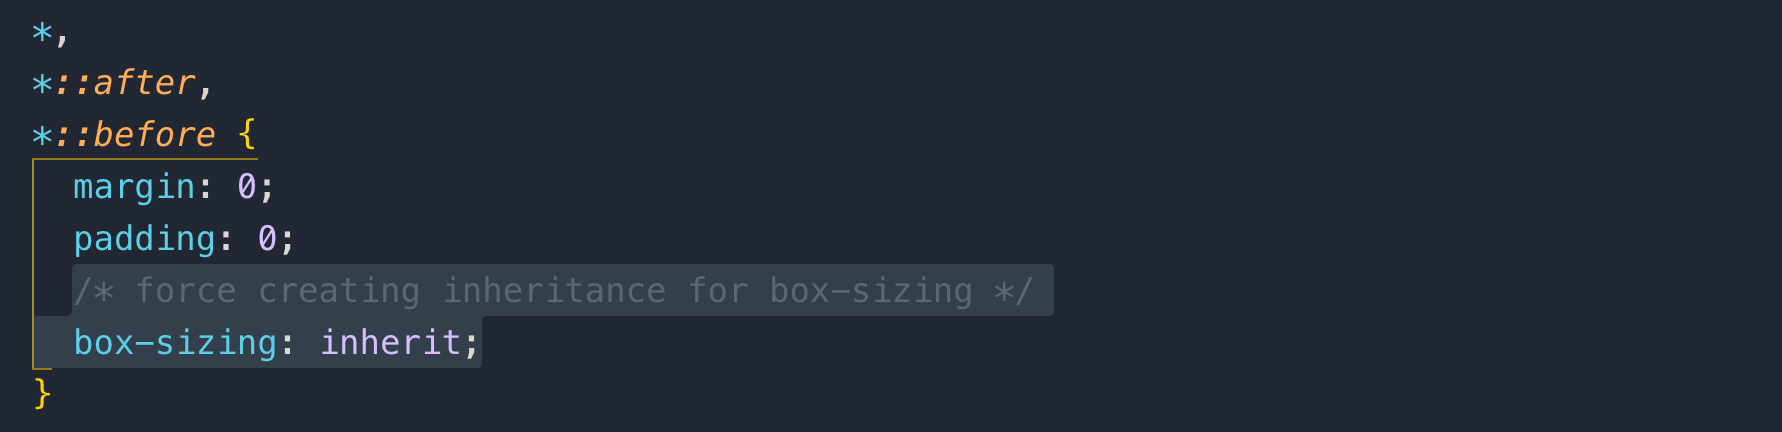 *,
*::after,
*::before {
margin: 0;
padding: 0;
/* force creating inheritance for box-sizing */
box-sizing: inherit;
}